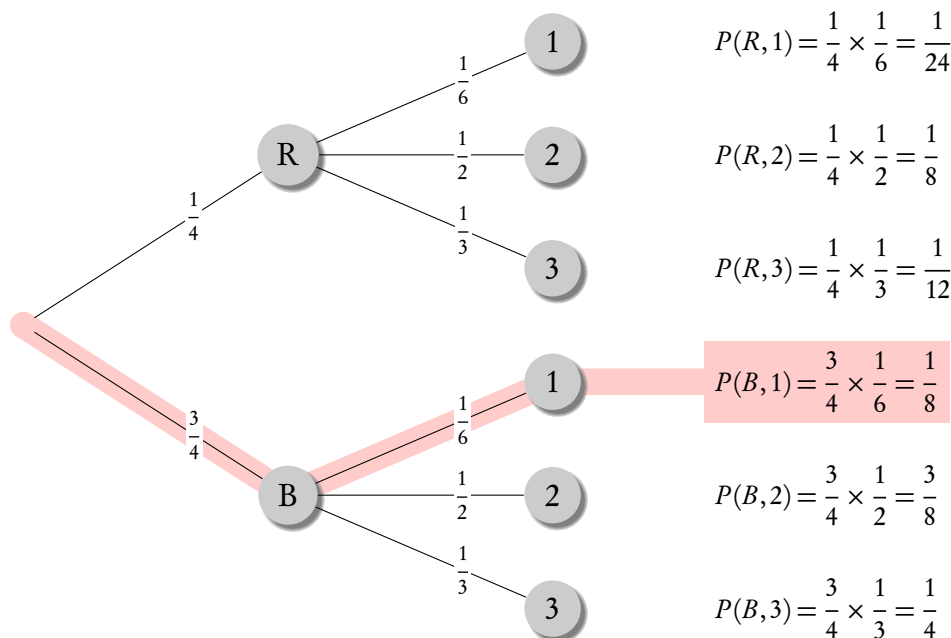 1
P(R, 1) = 1/4 × 1/6 = 1/24
1/6
R
1/2
2
P(R, 2) = 1/4 × 1/2 = 1/8
1/4
1/3
3
P(R, 3) = 1/4 × 1/3 = 1/12
1
P(B, 1) = 3/4 × 1/6 = 1/8
3/4
1/6
B
1/2
2
P(B, 2) = 3/4 × 1/2 = 3/8
1/3
3
P(B, 3) = 3/4 × 1/3 = 1/4